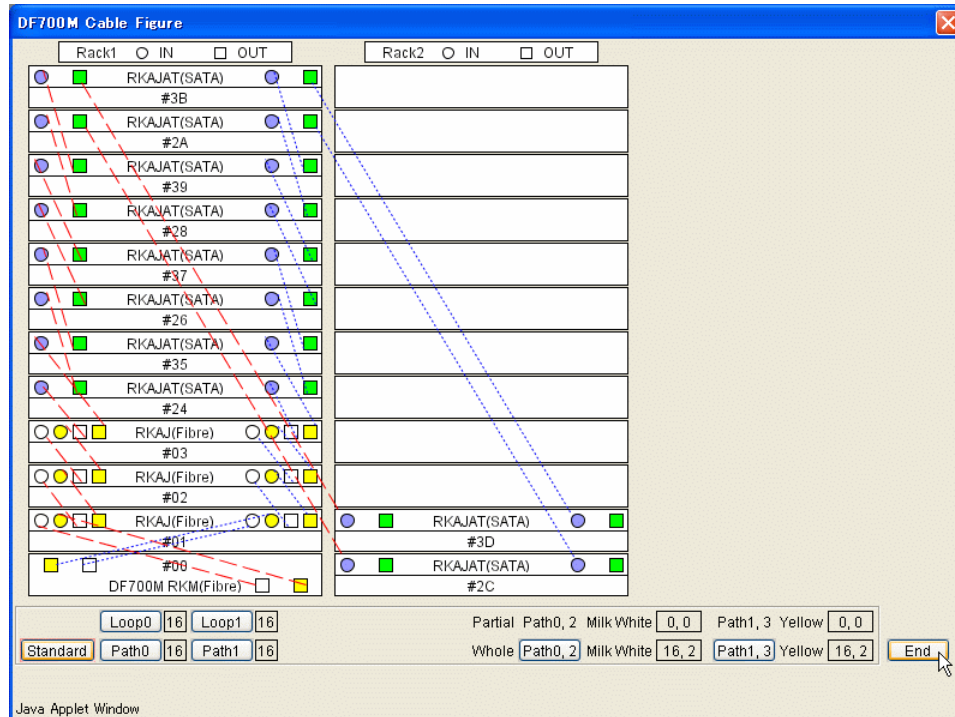 DF700M Cable Figure
Rack1 IN OUT
Rack2 IN OUT
RKAJAT(SATA)
#3B
RKAJAT(SATA)
#2A
RKAJAT(SATA)
#39
RKAJAT(SATA)
#28
RKAJAT(SATA)
#37
RKAJAT(SATA)
#26
RKAJAT(SATA)
#35
RKAJAT(SATA)
#24
RKAJ(Fibre)
#03
RKAJ(Fibre)
#02
RKAJ(Fibre)
#01
#00
DF700M RKM(Fibre)
RKAJAT(SATA)
#3D
RKAJAT(SATA)
#2C
Loop0 16 Loop1 16
Partial Path0, 2 Milk White 0, 0 Path1, 3 Yellow 0, 0
Standard Path0 16 Path1 16
Whole Path0, 2 Milk White 16, 2 Path1, 3 Yellow 16, 2
End
Java Applet Window